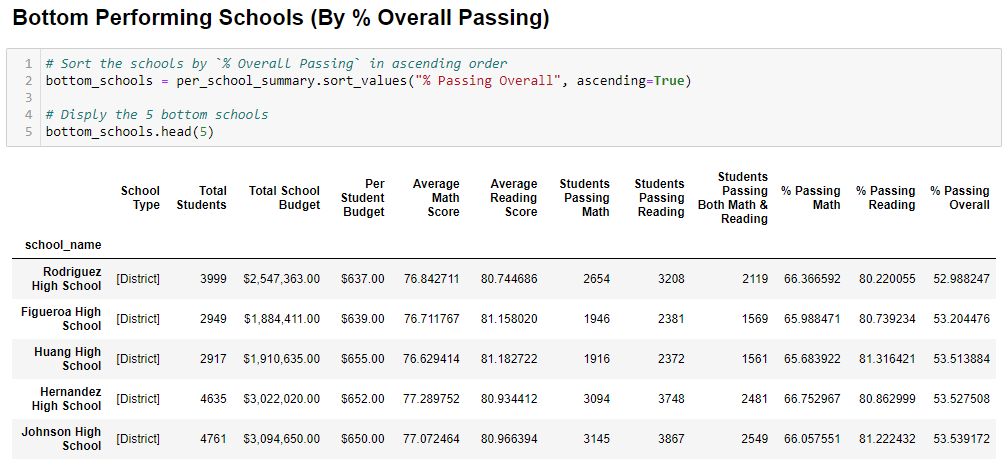 Bottom Performing Schools (By % Overall Passing)
1 # Sort the schools by `% Overall Passing` in ascending order
2 bottom_schools = per_school_summary.sort_values("% Passing Overall", ascending=True)
3
4 # Disply the 5 bottom schools
5 bottom_schools.head(5)
School Type Total Students Total School Budget Per Student Budget Average Math Score Average Reading Score Students Passing Math Students Passing Reading Students Passing Both Math & Reading % Passing Math % Passing Reading % Passing Overall
school_name
Rodriguez High School [District] 3999 $2,547,363.00 $637.00 76.842711 80.744686 2654 3208 2119 66.366592 80.220055 52.988247
Figueroa High School [District] 2949 $1,884,411.00 $639.00 76.711767 81.158020 1946 2381 1569 65.988471 80.739234 53.204476
Huang High School [District] 2917 $1,910,635.00 $655.00 76.629414 81.182722 1916 2372 1561 65.683922 81.316421 53.513884
Hernandez High School [District] 4635 $3,022,020.00 $652.00 77.289752 80.934412 3094 3748 2481 66.752967 80.862999 53.527508
Johnson High School [District] 4761 $3,094,650.00 $650.00 77.072464 80.966394 3145 3867 2549 66.057551 81.222432 53.539172